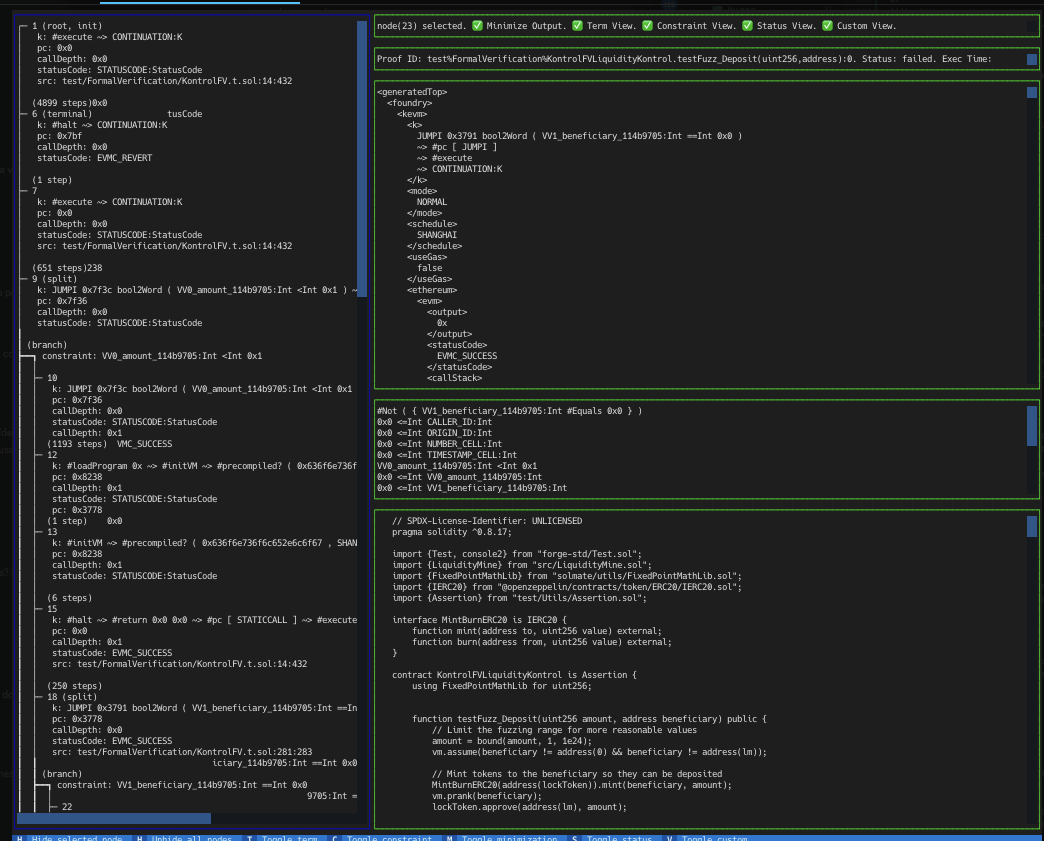 1 (root, init)
k: #execute ~> CONTINUATION:K
pc: 0x0
callDepth: 0x0
statusCode: STATUSCODE:StatusCode
src: test/FormalVerification/KontrolFV.t.sol:14:432
(4899 steps)0x0
6 (terminal) tusCode
k: #halt ~> CONTINUATION:K
pc: 0x7bf
callDepth: 0x0
statusCode: EVMC_REVERT
(1 step)
7
k: #execute ~> CONTINUATION:K
pc: 0x0
callDepth: 0x0
statusCode: STATUSCODE:StatusCode
src: test/FormalVerification/KontrolFV.t.sol:14:432
(651 steps)238
9 (split)
k: JUMPI 0x7f3c bool2Word ( VV0_amount_114b9705:Int <Int 0x1 ) ~
pc: 0x7f36
callDepth: 0x0
statusCode: STATUSCODE:StatusCode
(branch)
constraint: VV0_amount_114b9705:Int <Int 0x1
10
k: JUMPI 0x7f3c bool2Word ( VV0_amount_114b9705:Int <Int 0x1
pc: 0x7f36
callDepth: 0x0
statusCode: STATUSCODE:StatusCode
callDepth: 0x1
(1193 steps) VMC_SUCCESS
12
k: #loadProgram 0x ~> #initVM ~> #precompiled? ( 0x636f6e736f
pc: 0x8238
callDepth: 0x1
statusCode: STATUSCODE:StatusCode
pc: 0x3778
(1 step) 0x0
13
k: #initVM ~> #precompiled? ( 0x636f6e736f6c652e6c6f67 , SHAN
pc: 0x8238
callDepth: 0x1
statusCode: STATUSCODE:StatusCode
(6 steps)
15
k: #halt ~> #return 0x0 0x0 ~> #pc [ STATICCALL ] ~> #execute
pc: 0x0
callDepth: 0x1
statusCode: EVMC_SUCCESS
src: test/FormalVerification/KontrolFV.t.sol:14:432
(250 steps)
18 (split)
k: JUMPI 0x3791 bool2Word ( VV1_beneficiary_114b9705:Int ==In
pc: 0x3778
callDepth: 0x0
statusCode: EVMC_SUCCESS
src: test/FormalVerification/KontrolFV.t.sol:281:283
iciary_114b9705:Int ==Int 0x0
(branch)
constraint: VV1_beneficiary_114b9705:Int ==Int 0x0
9705:Int =
22
node(23) selected. ✅ Minimize Output. ✅ Term View. ✅ Constraint View. ✅ Status View. ✅ Custom View.
Proof ID: test%FormalVerification%KontrolFVLiquidityKontrol.testFuzz_Deposit(uint256,address):0. Status: failed. Exec Time:
<generatedTop>
<foundry>
<kevm>
<k>
JUMPI 0x3791 bool2Word ( VV1_beneficiary_114b9705:Int ==Int 0x0 )
~> #pc [ JUMPI ]
~> #execute
~> CONTINUATION:K
</k>
<mode>
NORMAL
</mode>
<schedule>
SHANGHAI
</schedule>
<useGas>
false
</useGas>
<ethereum>
<evm>
<output>
0x
</output>
<statusCode>
EVMC_SUCCESS
</statusCode>
<callStack>
#Not ( { VV1_beneficiary_114b9705:Int #Equals 0x0 } )
0x0 <=Int CALLER_ID:Int
0x0 <=Int ORIGIN_ID:Int
0x0 <=Int NUMBER_CELL:Int
0x0 <=Int TIMESTAMP_CELL:Int
VV0_amount_114b9705:Int <Int 0x1
0x0 <=Int VV0_amount_114b9705:Int
0x0 <=Int VV1_beneficiary_114b9705:Int
// SPDX-License-Identifier: UNLICENSED
pragma solidity ^0.8.17;
import {Test, console2} from "forge-std/Test.sol";
import {LiquidityMine} from "src/LiquidityMine.sol";
import {FixedPointMathLib} from "solmate/utils/FixedPointMathLib.sol";
import {IERC20} from "@openzeppelin/contracts/token/ERC20/IERC20.sol";
import {Assertion} from "test/Utils/Assertion.sol";
interface MintBurnERC20 is IERC20 {
function mint(address to, uint256 value) external;
function burn(address from, uint256 value) external;
}
contract KontrolFVLiquidityKontrol is Assertion {
using FixedPointMathLib for uint256;
function testFuzz_Deposit(uint256 amount, address beneficiary) public {
// Limit the fuzzing range for more reasonable values
amount = bound(amount, 1, 1e24);
vm.assume(beneficiary != address(0) && beneficiary != address(lm));
// Mint tokens to the beneficiary so they can be deposited
MintBurnERC20(address(lockToken)).mint(beneficiary, amount);
vm.prank(beneficiary);
lockToken.approve(address(lm), amount);
H Hide selected node. H Unhide all nodes. T Toggle term. C Toggle constraint. M Toggle minimization. S Toggle status. V Toggle custom.